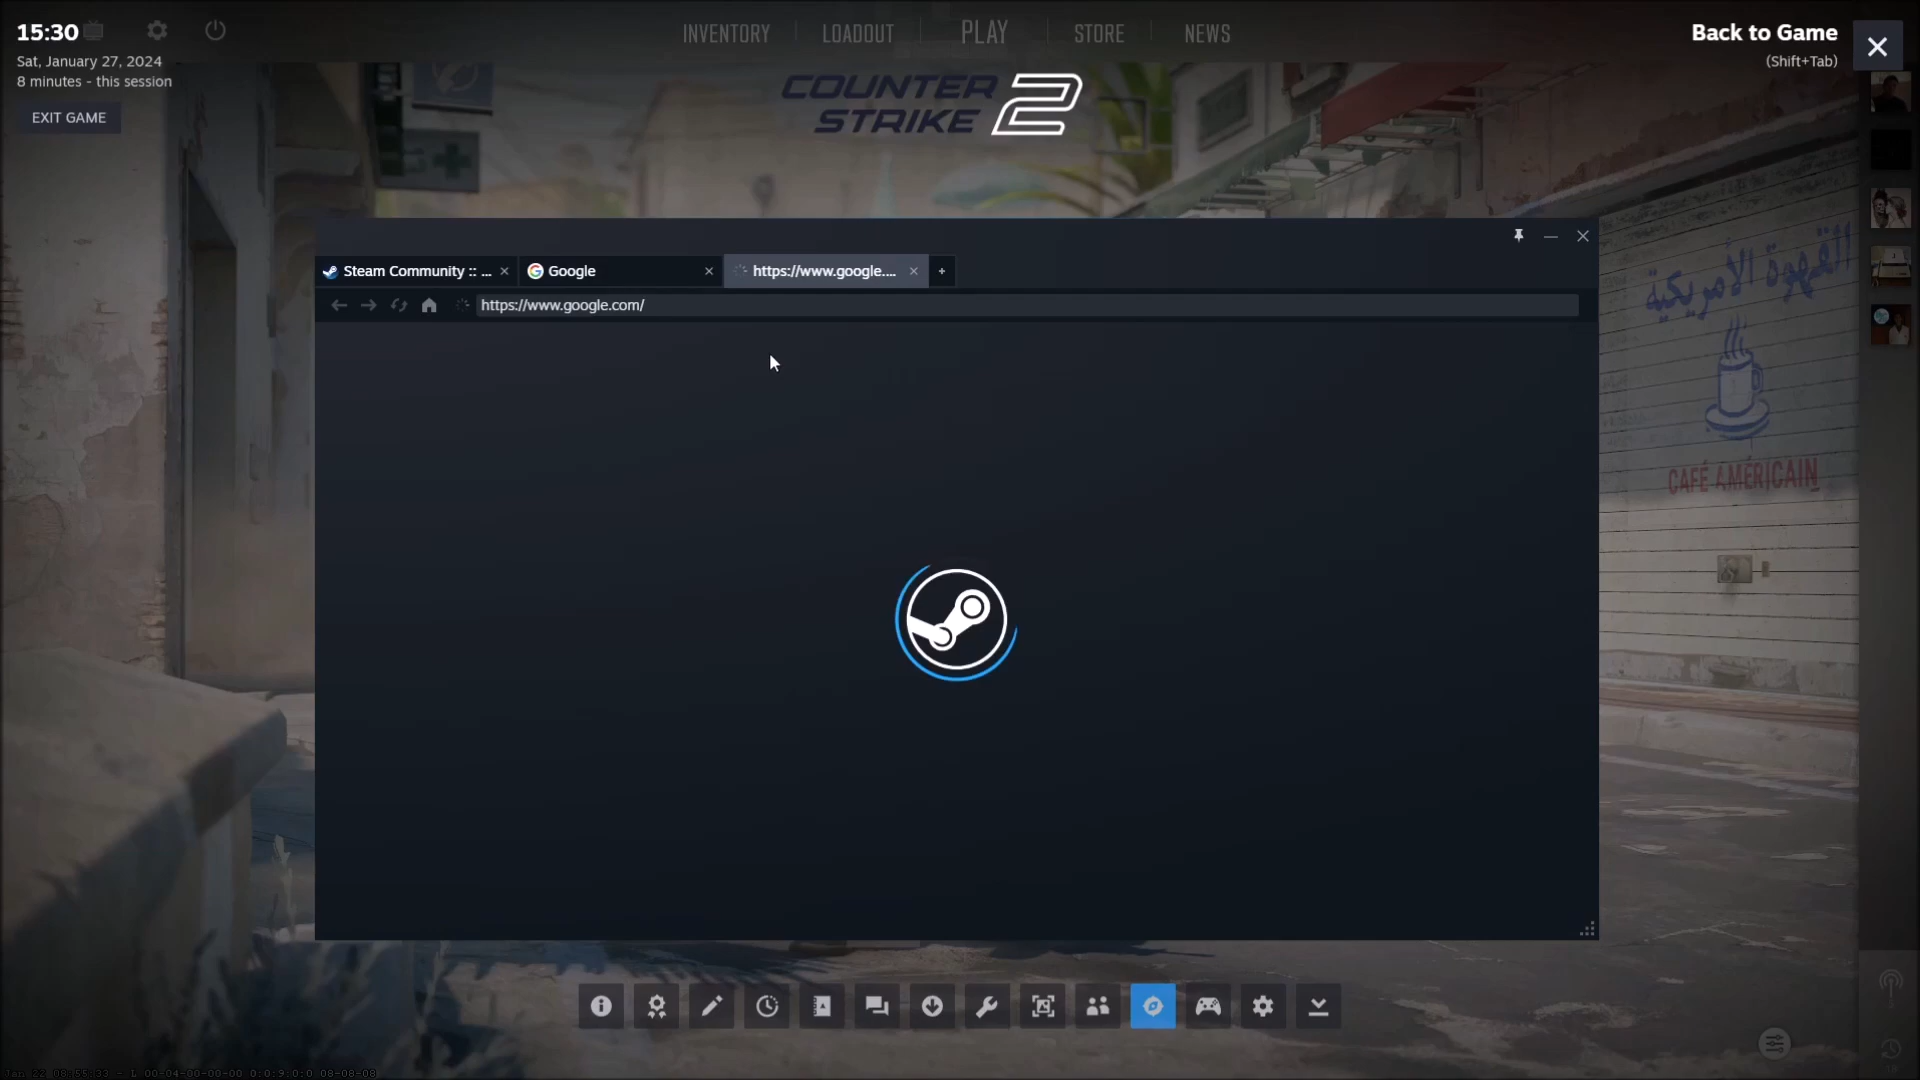 15:30
Sat, January 27, 2024
8 minutes - this session
EXIT GAME
INVENTORY
LOADOUT
PLAY
STORE
NEWS
Back to Game
(Shift+Tab)
COUNTER
STRIKE 2
Steam Community :: ...
Google
https://www.google....
https://www.google.com/
القهوة الأمريكية
CAFÉ AMÉRICAIN